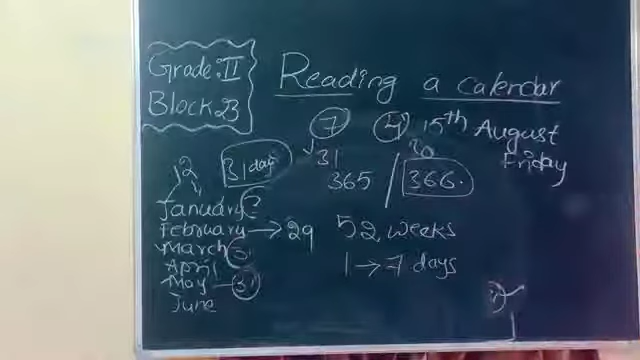 Grade: II
Block 23
Reading a calendar
7
4
15th August
Friday
31 days
31
30
365 / 366.
12
January
February → 29
March
April
May - 31
June
52 weeks
1 → 7 days